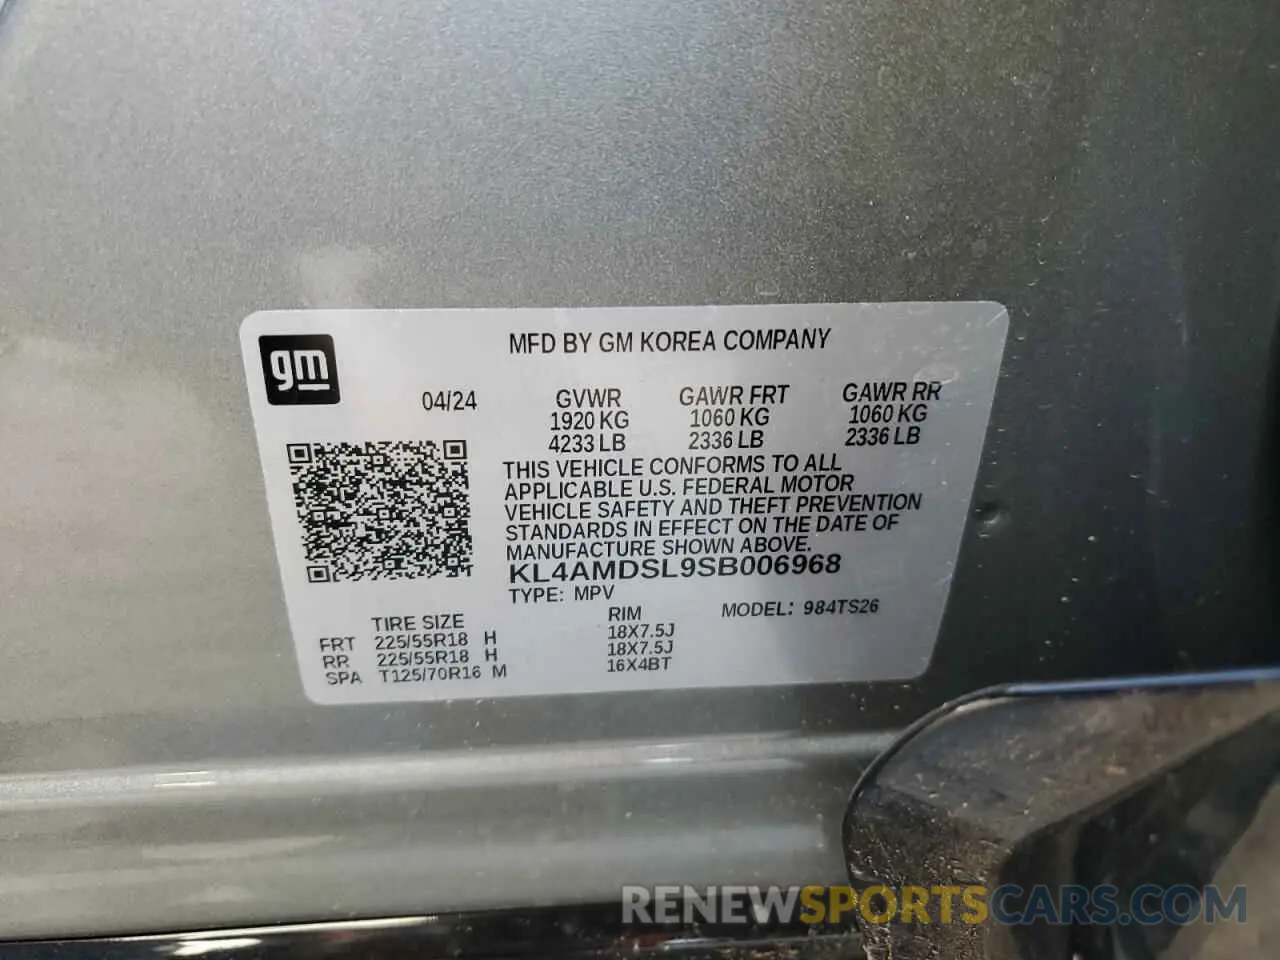 gm
MFD BY GM KOREA COMPANY
04/24 GVWR GAWR FRT GAWR RR
1920 KG 1060 KG 1060 KG
4233 LB 2336 LB 2336 LB
THIS VEHICLE CONFORMS TO ALL
APPLICABLE U.S. FEDERAL MOTOR
VEHICLE SAFETY AND THEFT PREVENTION
STANDARDS IN EFFECT ON THE DATE OF
MANUFACTURE SHOWN ABOVE.
KL4AMDSL9SB006968
TYPE: MPV MODEL: 984TS26
TIRE SIZE RIM
FRT 225/55R18 H 18X7.5J
RR 225/55R18 H 18X7.5J
SPA T125/70R16 M 16X4BT
RENEWSPORTSCARS.COM